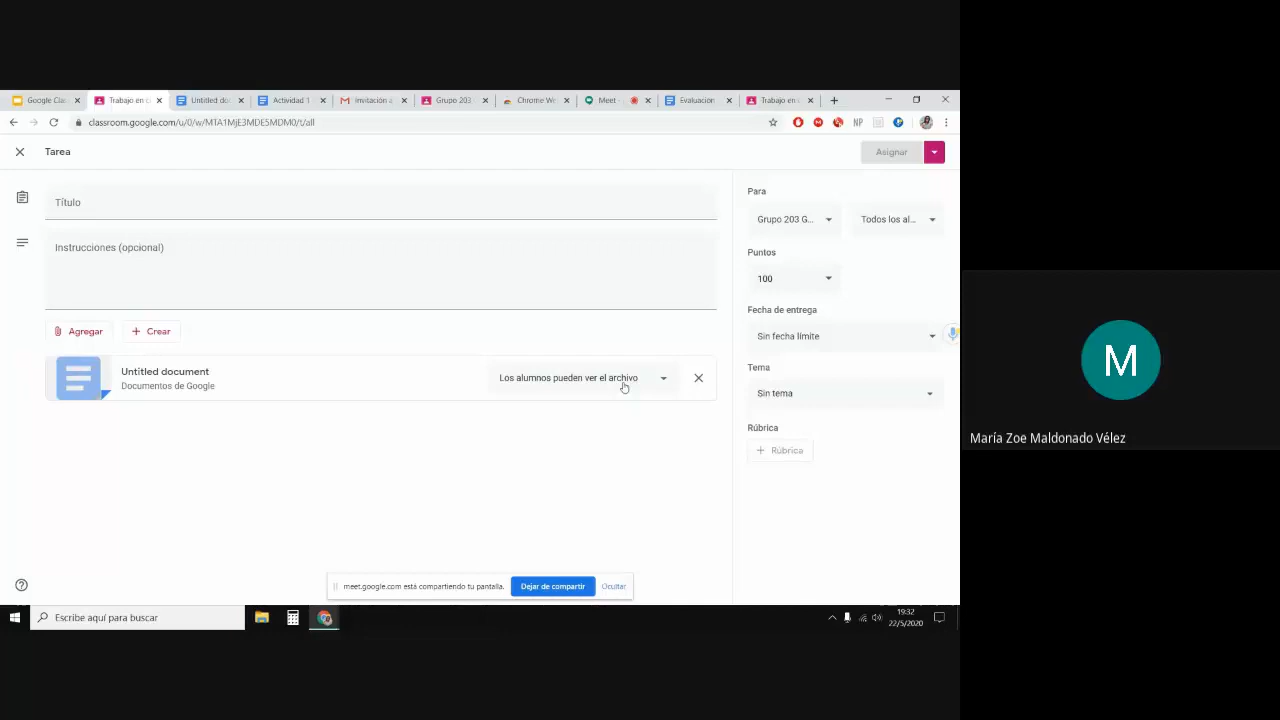 Google Cla
Trabajo en c
Untitled doc
Actividad 1
Invitación a
Grupo 203
Chrome We
Meet -
Evaluación
Trabajo en
classroom.google.com/u/0/w/MTA1MjE3MDE5MDM0/t/all
NP
Tarea
Asignar
Título
Instrucciones (opcional)
Agregar
Crear
Untitled document
Documentos de Google
Los alumnos pueden ver el archivo
Para
Grupo 203 G...
Todos los al...
Puntos
100
Fecha de entrega
Sin fecha límite
Tema
Sin tema
Rúbrica
+ Rúbrica
meet.google.com está compartiendo tu pantalla.
Dejar de compartir
Ocultar
Escribe aquí para buscar
19:32
22/5/2020
M
María Zoe Maldonado Vélez